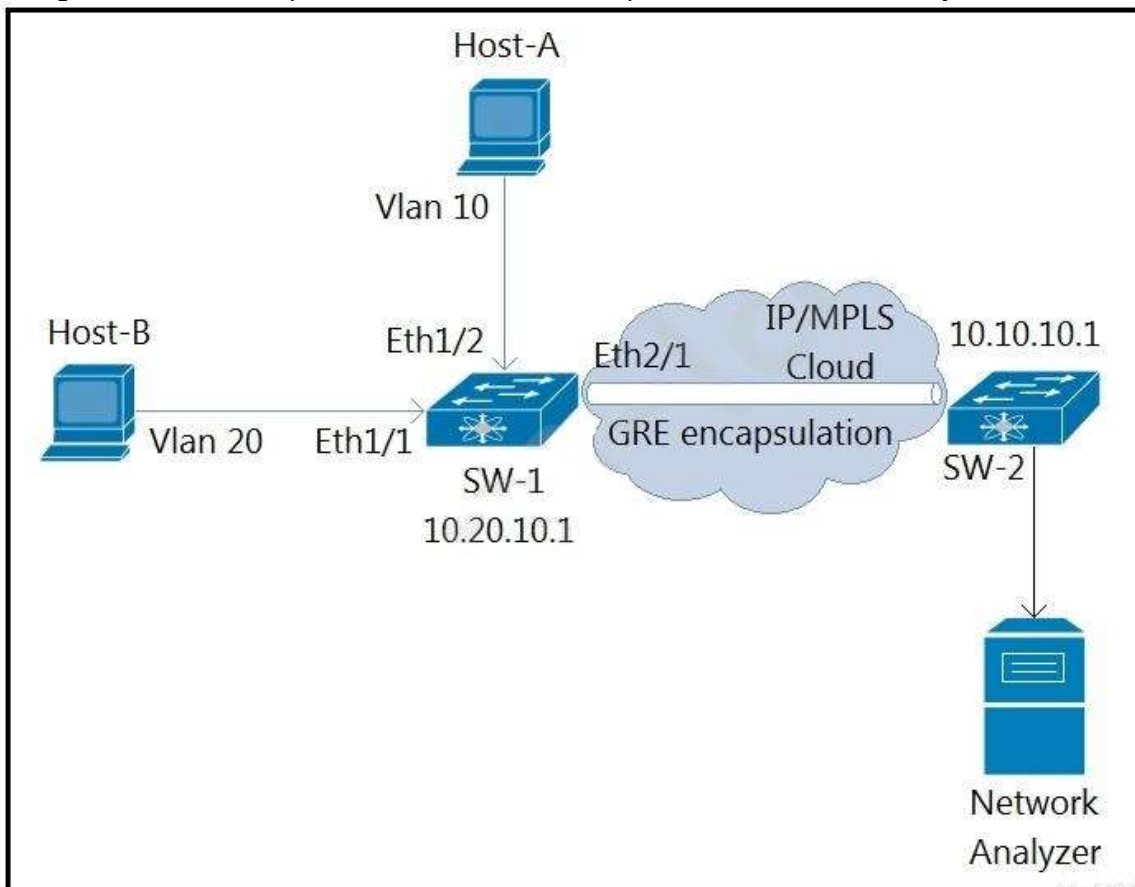 Host-A
Vlan 10
Host-B
Eth1/2
Eth2/1
IP/MPLS
Cloud
10.10.10.1
Vlan 20
Eth1/1
GRE encapsulation
SW-1
10.20.10.1
SW-2
Network
Analyzer